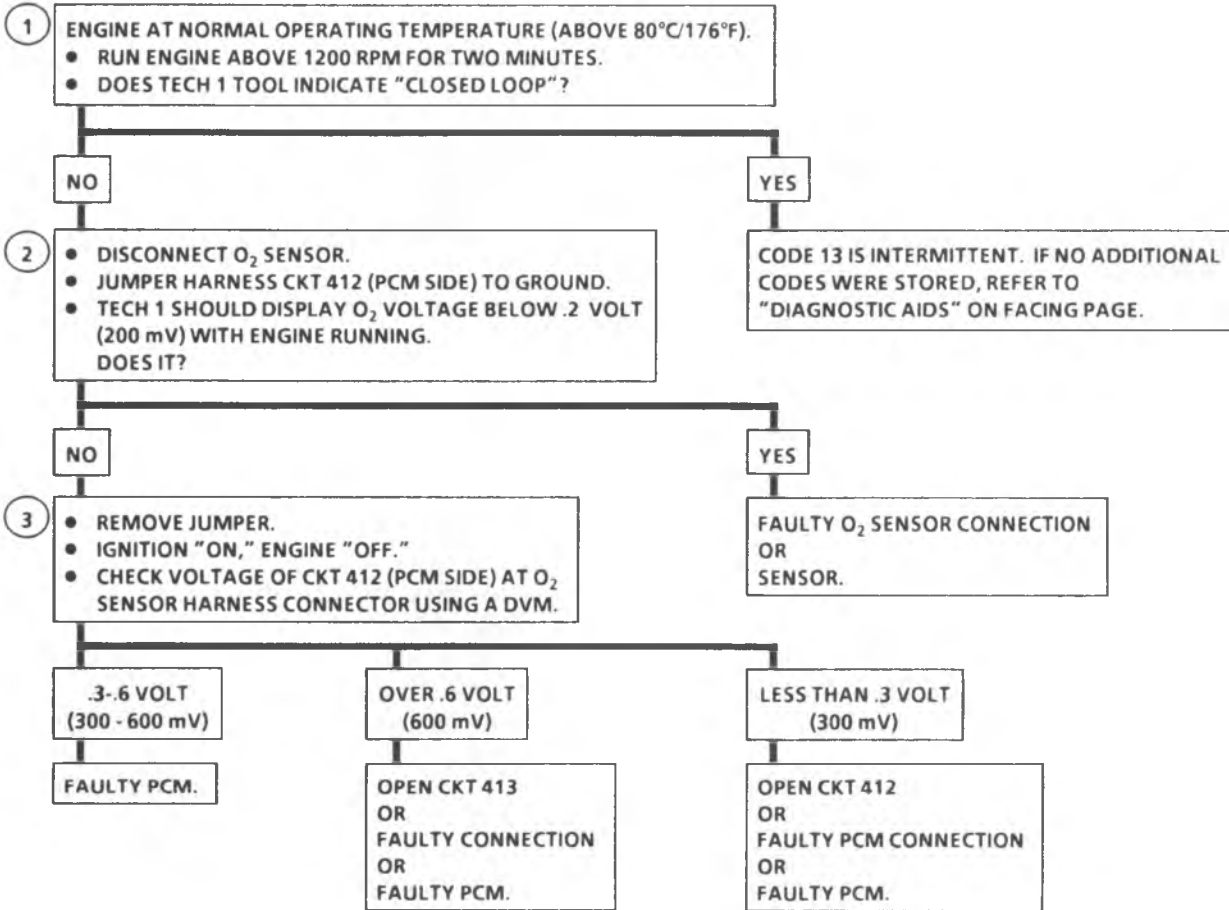 1
ENGINE AT NORMAL OPERATING TEMPERATURE (ABOVE 80°C/176°F).
● RUN ENGINE ABOVE 1200 RPM FOR TWO MINUTES.
● DOES TECH 1 TOOL INDICATE "CLOSED LOOP"?
NO
YES
2
● DISCONNECT O₂ SENSOR.
● JUMPER HARNESS CKT 412 (PCM SIDE) TO GROUND.
● TECH 1 SHOULD DISPLAY O₂ VOLTAGE BELOW .2 VOLT
(200 mV) WITH ENGINE RUNNING.
DOES IT?
CODE 13 IS INTERMITTENT. IF NO ADDITIONAL
CODES WERE STORED, REFER TO
"DIAGNOSTIC AIDS" ON FACING PAGE.
NO
YES
3
● REMOVE JUMPER.
● IGNITION "ON," ENGINE "OFF."
● CHECK VOLTAGE OF CKT 412 (PCM SIDE) AT O₂
SENSOR HARNESS CONNECTOR USING A DVM.
FAULTY O₂ SENSOR CONNECTION
OR
SENSOR.
.3-.6 VOLT
(300 - 600 mV)
OVER .6 VOLT
(600 mV)
LESS THAN .3 VOLT
(300 mV)
FAULTY PCM.
OPEN CKT 413
OR
FAULTY CONNECTION
OR
FAULTY PCM.
OPEN CKT 412
OR
FAULTY PCM CONNECTION
OR
FAULTY PCM.